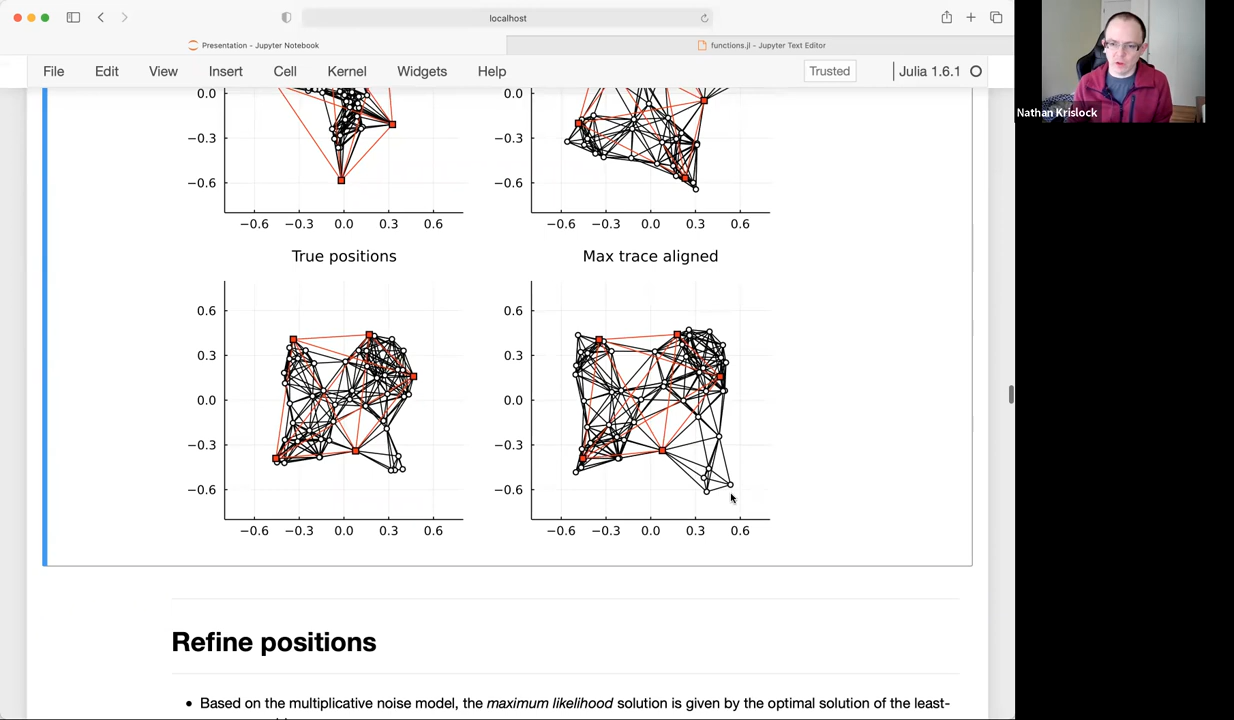 localhost
Presentation - Jupyter Notebook
functions.jl - Jupyter Text Editor
File Edit View Insert Cell Kernel Widgets Help
Trusted
Julia 1.6.1
Nathan Krislock
0.0
−0.3
−0.6
−0.6 −0.3 0.0 0.3 0.6
0.0
−0.3
−0.6
−0.6 −0.3 0.0 0.3 0.6
True positions
0.6
0.3
0.0
−0.3
−0.6
−0.6 −0.3 0.0 0.3 0.6
Max trace aligned
0.6
0.3
0.0
−0.3
−0.6
−0.6 −0.3 0.0 0.3 0.6
Refine positions
• Based on the multiplicative noise model, the maximum likelihood solution is given by the optimal solution of the least-